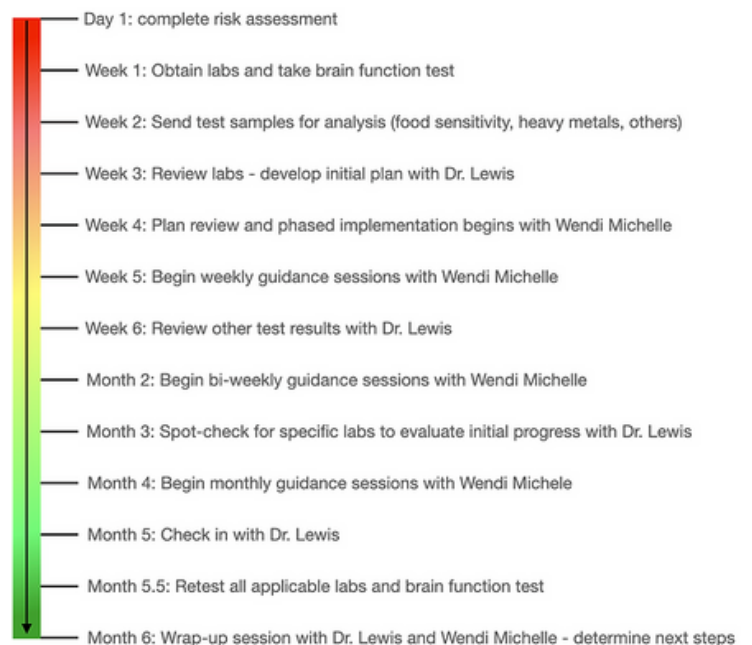 Day 1: complete risk assessment
Week 1: Obtain labs and take brain function test
Week 2: Send test samples for analysis (food sensitivity, heavy metals, others)
Week 3: Review labs - develop initial plan with Dr. Lewis
Week 4: Plan review and phased implementation begins with Wendi Michelle
Week 5: Begin weekly guidance sessions with Wendi Michelle
Week 6: Review other test results with Dr. Lewis
Month 2: Begin bi-weekly guidance sessions with Wendi Michelle
Month 3: Spot-check for specific labs to evaluate initial progress with Dr. Lewis
Month 4: Begin monthly guidance sessions with Wendi Michele
Month 5: Check in with Dr. Lewis
Month 5.5: Retest all applicable labs and brain function test
Month 6: Wrap-up session with Dr. Lewis and Wendi Michelle - determine next steps